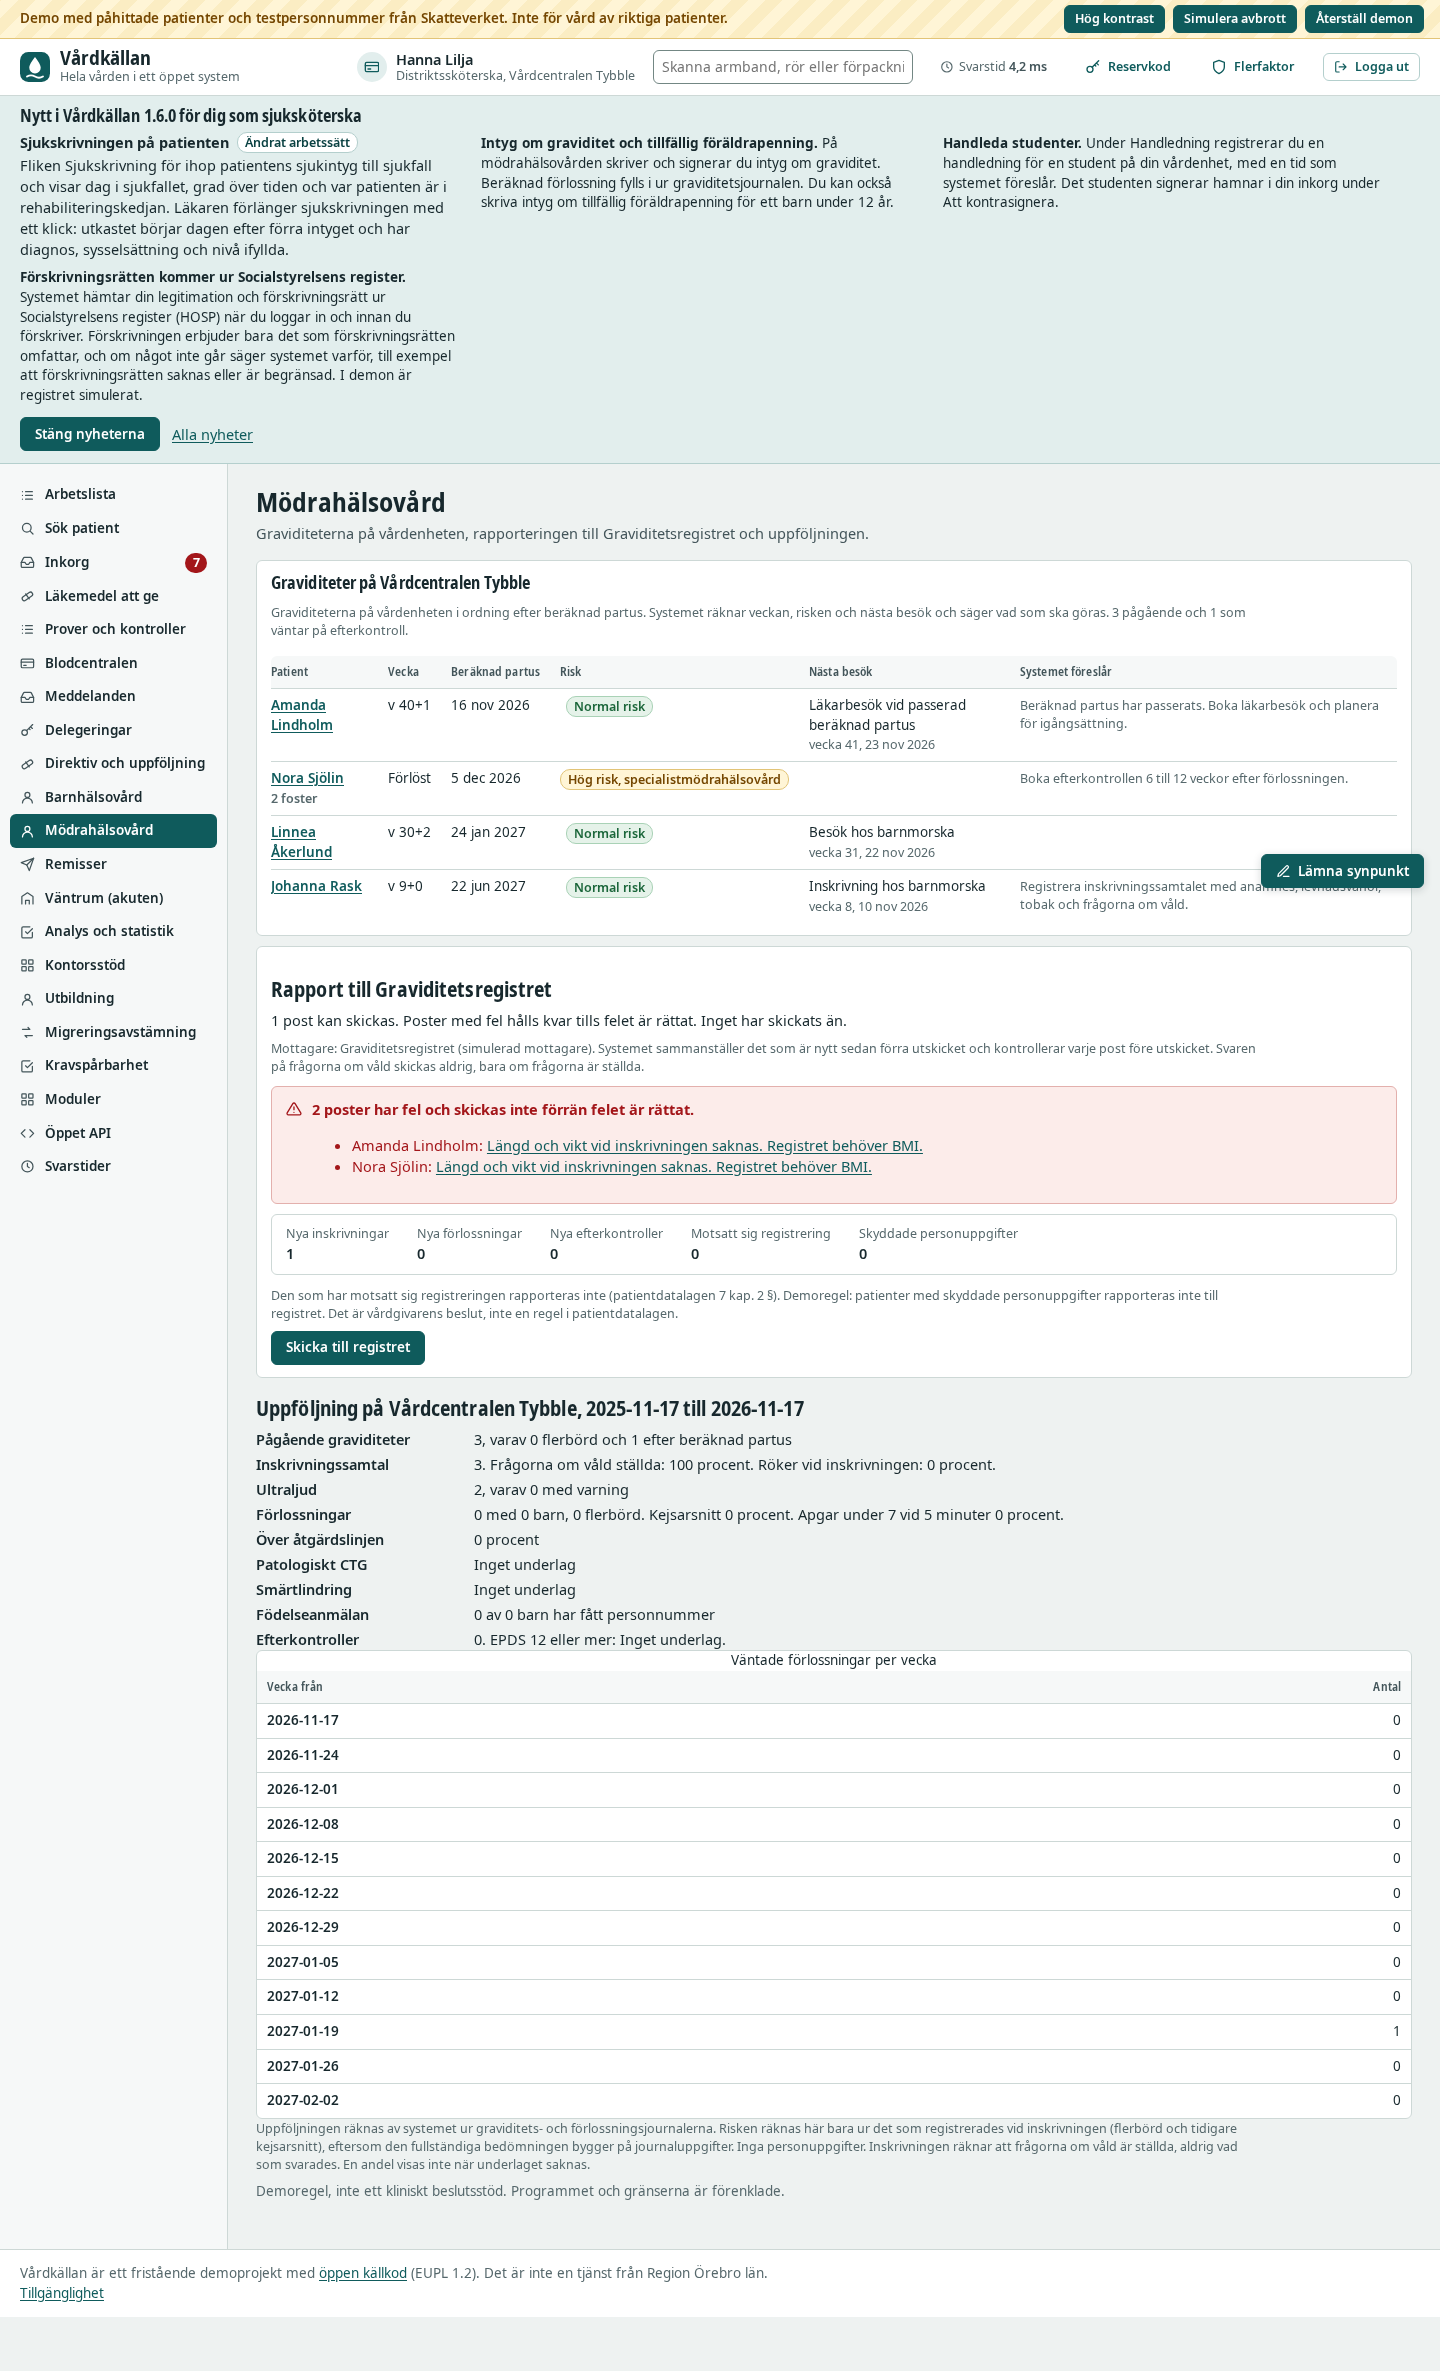 Demo med påhittade patienter och testpersonnummer från Skatteverket. Inte för vård av riktiga patienter.
Hög kontrast
Simulera avbrott
Återställ demon
Vårdkällan
Hela vården i ett öppet system
Hanna Lilja
Distriktssköterska, Vårdcentralen Tybble
Skanna armband, rör eller förpackni
Svarstid 4,2 ms
Reservkod
Flerfaktor
Logga ut
Nytt i Vårdkällan 1.6.0 för dig som sjuksköterska
Sjukskrivningen på patienten Ändrat arbetssätt
Fliken Sjukskrivning för ihop patientens sjukintyg till sjukfall
och visar dag i sjukfallet, grad över tiden och var patienten är i
rehabiliteringskedjan. Läkaren förlänger sjukskrivningen med
ett klick: utkastet börjar dagen efter förra intyget och har
diagnos, sysselsättning och nivå ifyllda.
Förskrivningsrätten kommer ur Socialstyrelsens register.
Systemet hämtar din legitimation och förskrivningsrätt ur
Socialstyrelsens register (HOSP) när du loggar in och innan du
förskriver. Förskrivningen erbjuder bara det som förskrivningsrätten
omfattar, och om något inte går säger systemet varför, till exempel
att förskrivningsrätten saknas eller är begränsad. I demon är
registret simulerat.
Intyg om graviditet och tillfällig föräldrapenning. På
mödrahälsovården skriver och signerar du intyg om graviditet.
Beräknad förlossning fylls i ur graviditetsjournalen. Du kan också
skriva intyg om tillfällig föräldrapenning för ett barn under 12 år.
Handleda studenter. Under Handledning registrerar du en
handledning för en student på din vårdenhet, med en tid som
systemet föreslår. Det studenten signerar hamnar i din inkorg under
Att kontrasignera.
Stäng nyheterna
Alla nyheter
Arbetslista
Sök patient
Inkorg 7
Läkemedel att ge
Prover och kontroller
Blodcentralen
Meddelanden
Delegeringar
Direktiv och uppföljning
Barnhälsovård
Mödrahälsovård
Remisser
Väntrum (akuten)
Analys och statistik
Kontorsstöd
Utbildning
Migreringsavstämning
Kravspårbarhet
Moduler
Öppet API
Svarstider
Mödrahälsovård
Graviditeterna på vårdenheten, rapporteringen till Graviditetsregistret och uppföljningen.
Graviditeter på Vårdcentralen Tybble
Graviditeterna på vårdenheten i ordning efter beräknad partus. Systemet räknar veckan, risken och nästa besök och säger vad som ska göras. 3 pågående och 1 som
väntar på efterkontroll.
Patient Vecka Beräknad partus Risk Nästa besök Systemet föreslår
Amanda Lindholm v 40+1 16 nov 2026 Normal risk Läkarbesök vid passerad beräknad partus vecka 41, 23 nov 2026 Beräknad partus har passerats. Boka läkarbesök och planera för igångsättning.
Nora Sjölin 2 foster Förlöst 5 dec 2026 Hög risk, specialistmödrahälsovård Boka efterkontrollen 6 till 12 veckor efter förlossningen.
Linnea Åkerlund v 30+2 24 jan 2027 Normal risk Besök hos barnmorska vecka 31, 22 nov 2026
Johanna Rask v 9+0 22 jun 2027 Normal risk Inskrivning hos barnmorska vecka 8, 10 nov 2026 Registrera inskrivningssamtalet med tobak och frågorna om våld.
Lämna synpunkt
Rapport till Graviditetsregistret
1 post kan skickas. Poster med fel hålls kvar tills felet är rättat. Inget har skickats än.
Mottagare: Graviditetsregistret (simulerad mottagare). Systemet sammanställer det som är nytt sedan förra utskicket och kontrollerar varje post före utskicket. Svaren
på frågorna om våld skickas aldrig, bara om frågorna är ställda.
2 poster har fel och skickas inte förrän felet är rättat.
Amanda Lindholm: Längd och vikt vid inskrivningen saknas. Registret behöver BMI.
Nora Sjölin: Längd och vikt vid inskrivningen saknas. Registret behöver BMI.
Nya inskrivningar Nya förlossningar Nya efterkontroller Motsatt sig registrering Skyddade personuppgifter
1 0 0 0 0
Den som har motsatt sig registreringen rapporteras inte (patientdatalagen 7 kap. 2 §). Demoregel: patienter med skyddade personuppgifter rapporteras inte till
registret. Det är vårdgivarens beslut, inte en regel i patientdatalagen.
Skicka till registret
Uppföljning på Vårdcentralen Tybble, 2025-11-17 till 2026-11-17
Pågående graviditeter 3, varav 0 flerbörd och 1 efter beräknad partus
Inskrivningssamtal 3. Frågorna om våld ställda: 100 procent. Röker vid inskrivningen: 0 procent.
Ultraljud 2, varav 0 med varning
Förlossningar 0 med 0 barn, 0 flerbörd. Kejsarsnitt 0 procent. Apgar under 7 vid 5 minuter 0 procent.
Över åtgärdslinjen 0 procent
Patologiskt CTG Inget underlag
Smärtlindring Inget underlag
Födelseanmälan 0 av 0 barn har fått personnummer
Efterkontroller 0. EPDS 12 eller mer: Inget underlag.
Väntade förlossningar per vecka
Vecka från Antal
2026-11-17 0
2026-11-24 0
2026-12-01 0
2026-12-08 0
2026-12-15 0
2026-12-22 0
2026-12-29 0
2027-01-05 0
2027-01-12 0
2027-01-19 1
2027-01-26 0
2027-02-02 0
Uppföljningen räknas av systemet ur graviditets- och förlossningsjournalerna. Risken räknas här bara ur det som registrerades vid inskrivningen (flerbörd och tidigare
kejsarsnitt), eftersom den fullständiga bedömningen bygger på journaluppgifter. Inga personuppgifter. Inskrivningen räknar att frågorna om våld är ställda, aldrig vad
som svarades. En andel visas inte när underlaget saknas.
Demoregel, inte ett kliniskt beslutsstöd. Programmet och gränserna är förenklade.
Vårdkällan är ett fristående demoprojekt med öppen källkod (EUPL 1.2). Det är inte en tjänst från Region Örebro län.
Tillgänglighet